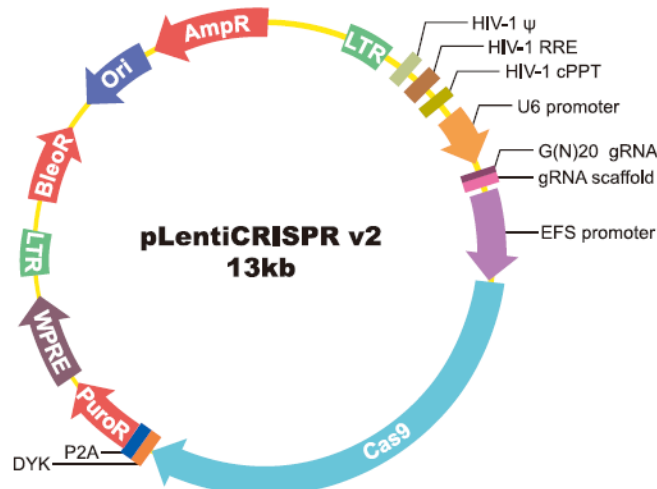 AmpR
LTR
HIV-1 ψ
HIV-1 RRE
HIV-1 cPPT
U6 promoter
G(N)20 gRNA
gRNA scaffold
EFS promoter
Cas9
DYK
P2A
PuroR
WPRE
LTR
BleoR
Ori
pLentiCRISPR v2
13kb